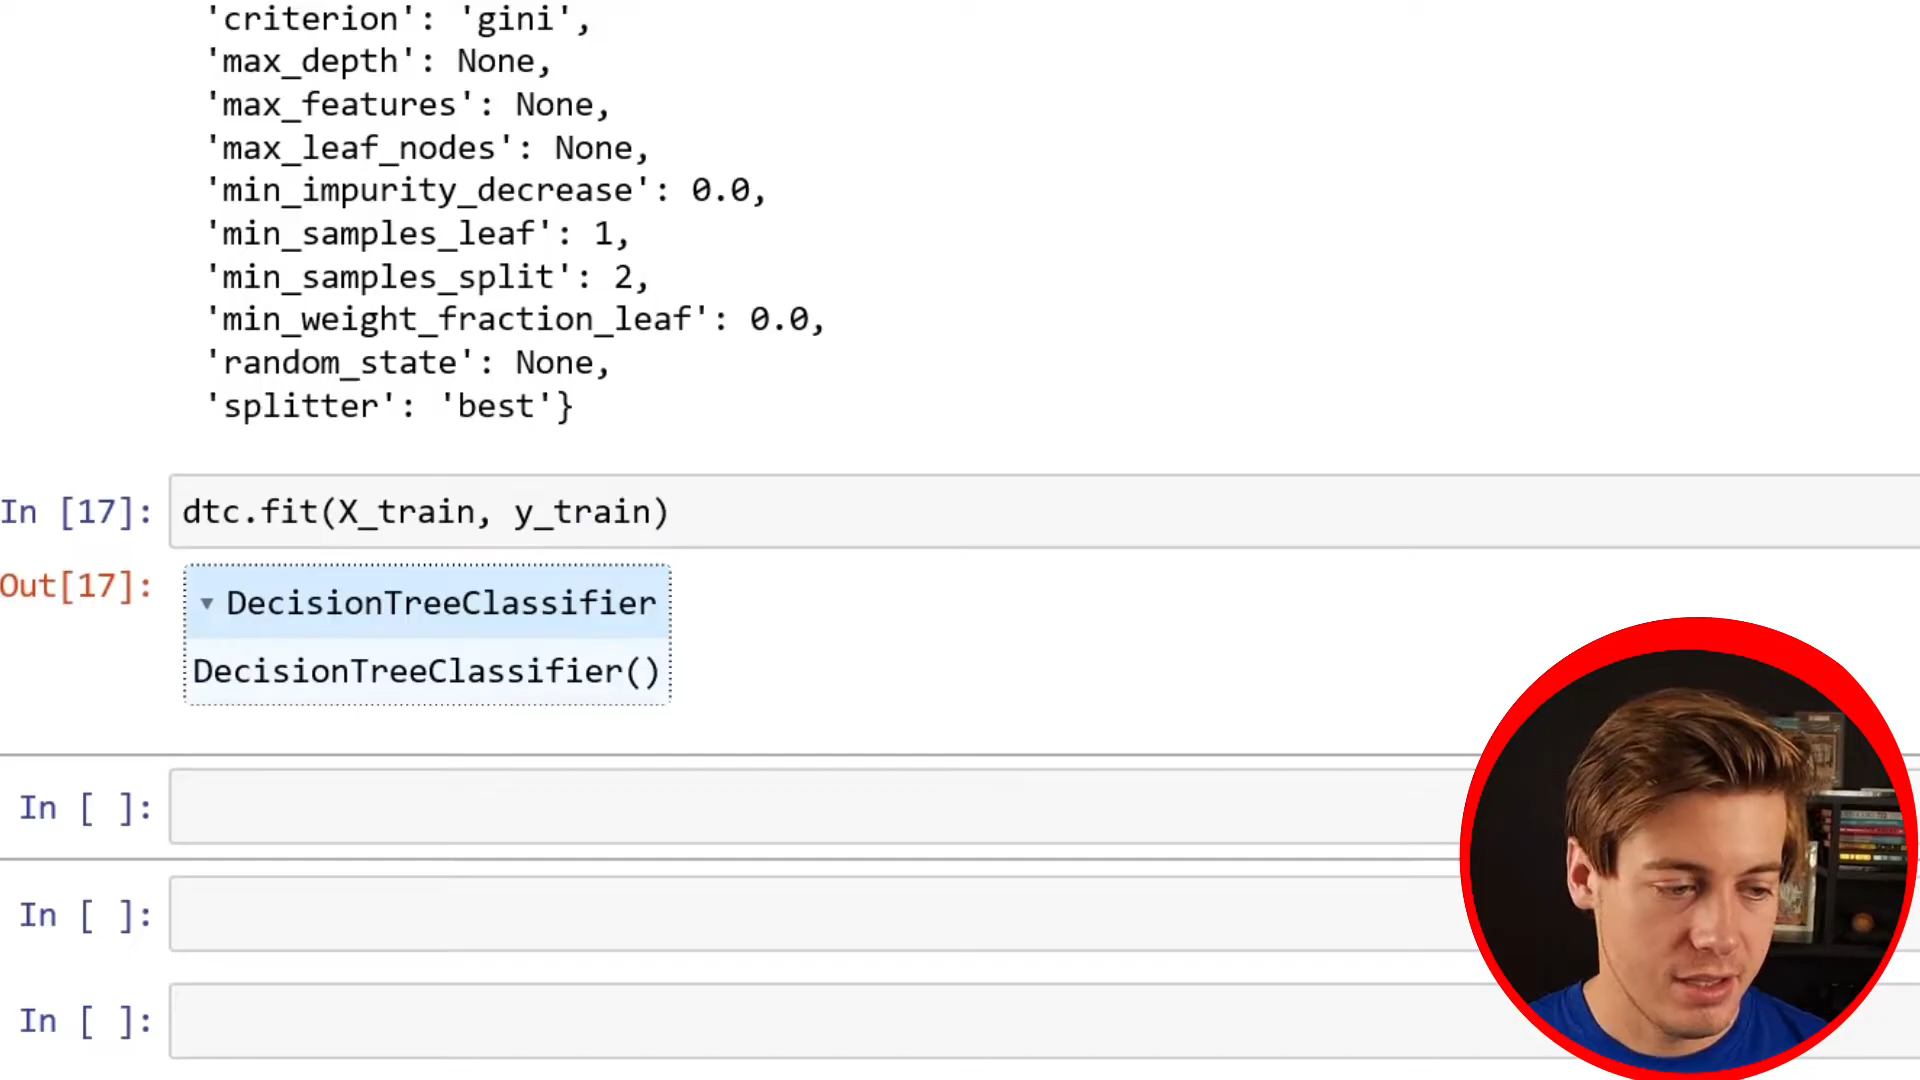 'criterion': 'gini',
'max_depth': None,
'max_features': None,
'max_leaf_nodes': None,
'min_impurity_decrease': 0.0,
'min_samples_leaf': 1,
'min_samples_split': 2,
'min_weight_fraction_leaf': 0.0,
'random_state': None,
'splitter': 'best'}
In [17]: dtc.fit(X_train, y_train)
Out[17]: ▾ DecisionTreeClassifier
DecisionTreeClassifier()
In [ ]:
In [ ]:
In [ ]: